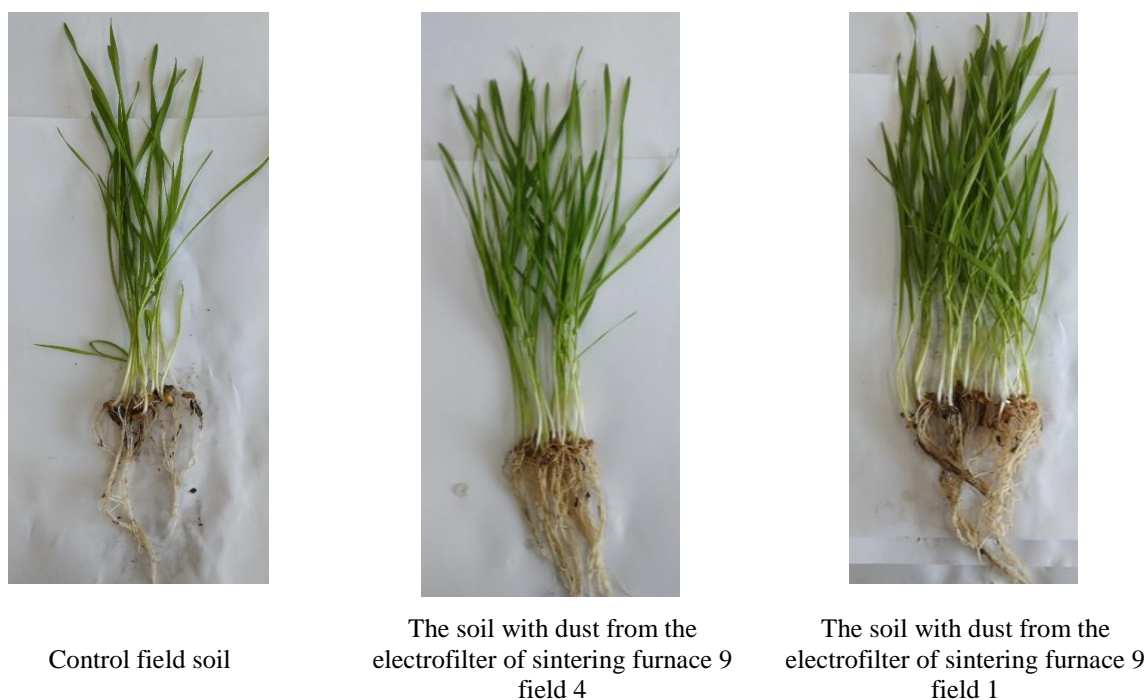 Control field soil
The soil with dust from the
electrofilter of sintering furnace 9
field 4
The soil with dust from the
electrofilter of sintering furnace 9
field 1